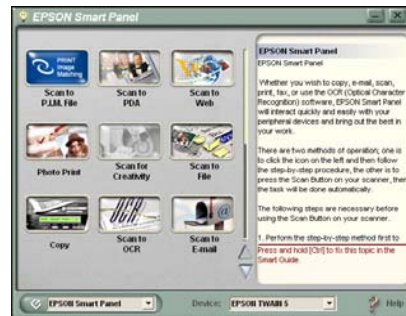 EPSON Smart Panel
PRINT
Image
Matching
Scan to
P.I.M. File
Scan to
PDA
Scan to
Web
Photo Print
Scan for
Creativity
Scan to
File
Copy
OCR
Scan to
OCR
Scan to
E-mail
EPSON Smart Panel
EPSON Smart Panel
Whether you wish to copy, e-mail, scan,
print, fax, or use the OCR (Optical Character
Recognition) software, EPSON Smart Panel
will interact quickly and easily with your
peripheral devices and bring out the best in
your work.
There are two methods of operation; one is
to click the icon on the left and then follow
the step-by-step procedure, the other is to
press the Scan Button on your scanner, then
the task will be done automatically.
The following steps are necessary before
using the Scan Button on your scanner.
1. Perform the step-by-step method first to
Press and hold [Ctrl] to fix this topic in the
Smart Guide.
EPSON Smart Panel
Device:
EPSON TWAIN 5
Help